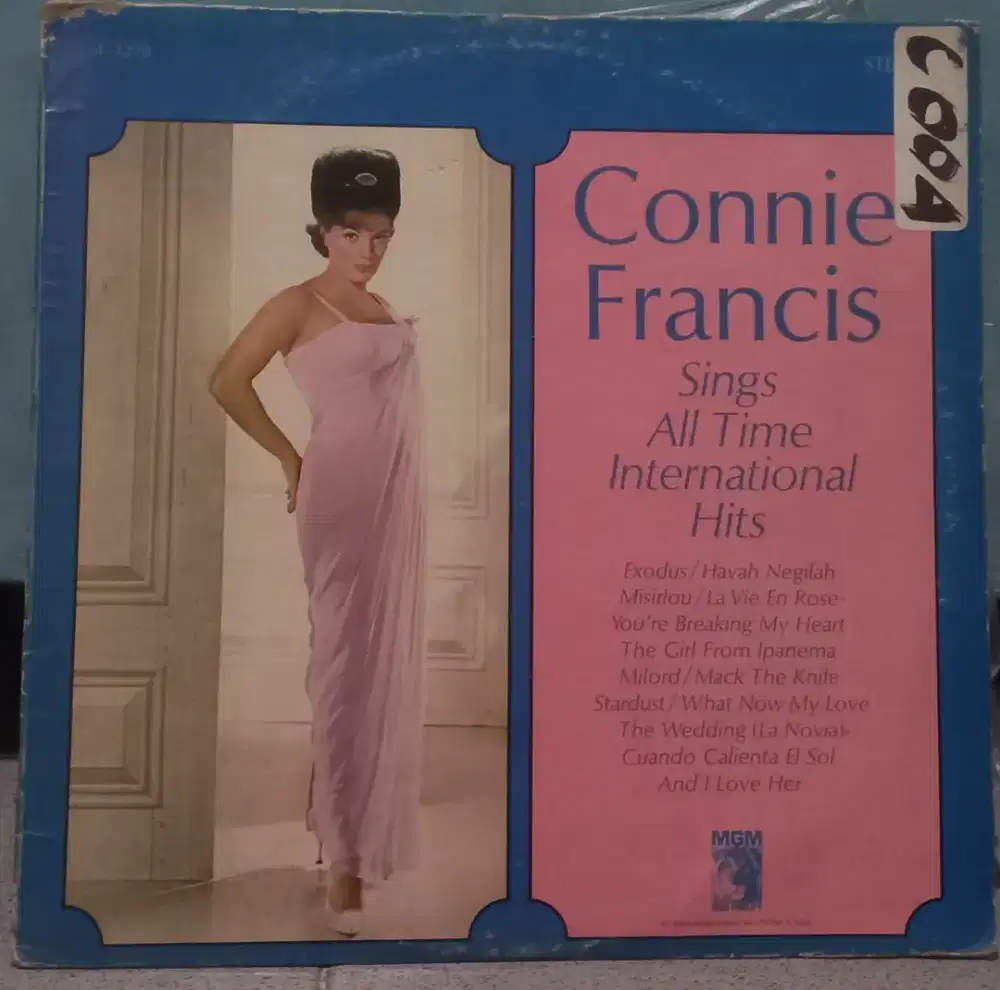 C 004
Connie
Francis
Sings
All Time
International
Hits
Exodus/Havah Negilah
Misirlou/La Vie En Rose
You're Breaking My Heart
The Girl From Ipanema
Milord/Mack The Knife
Stardust/What Now My Love
The Wedding (La Novia)
Cuando Calienta El Sol
And I Love Her
MGM